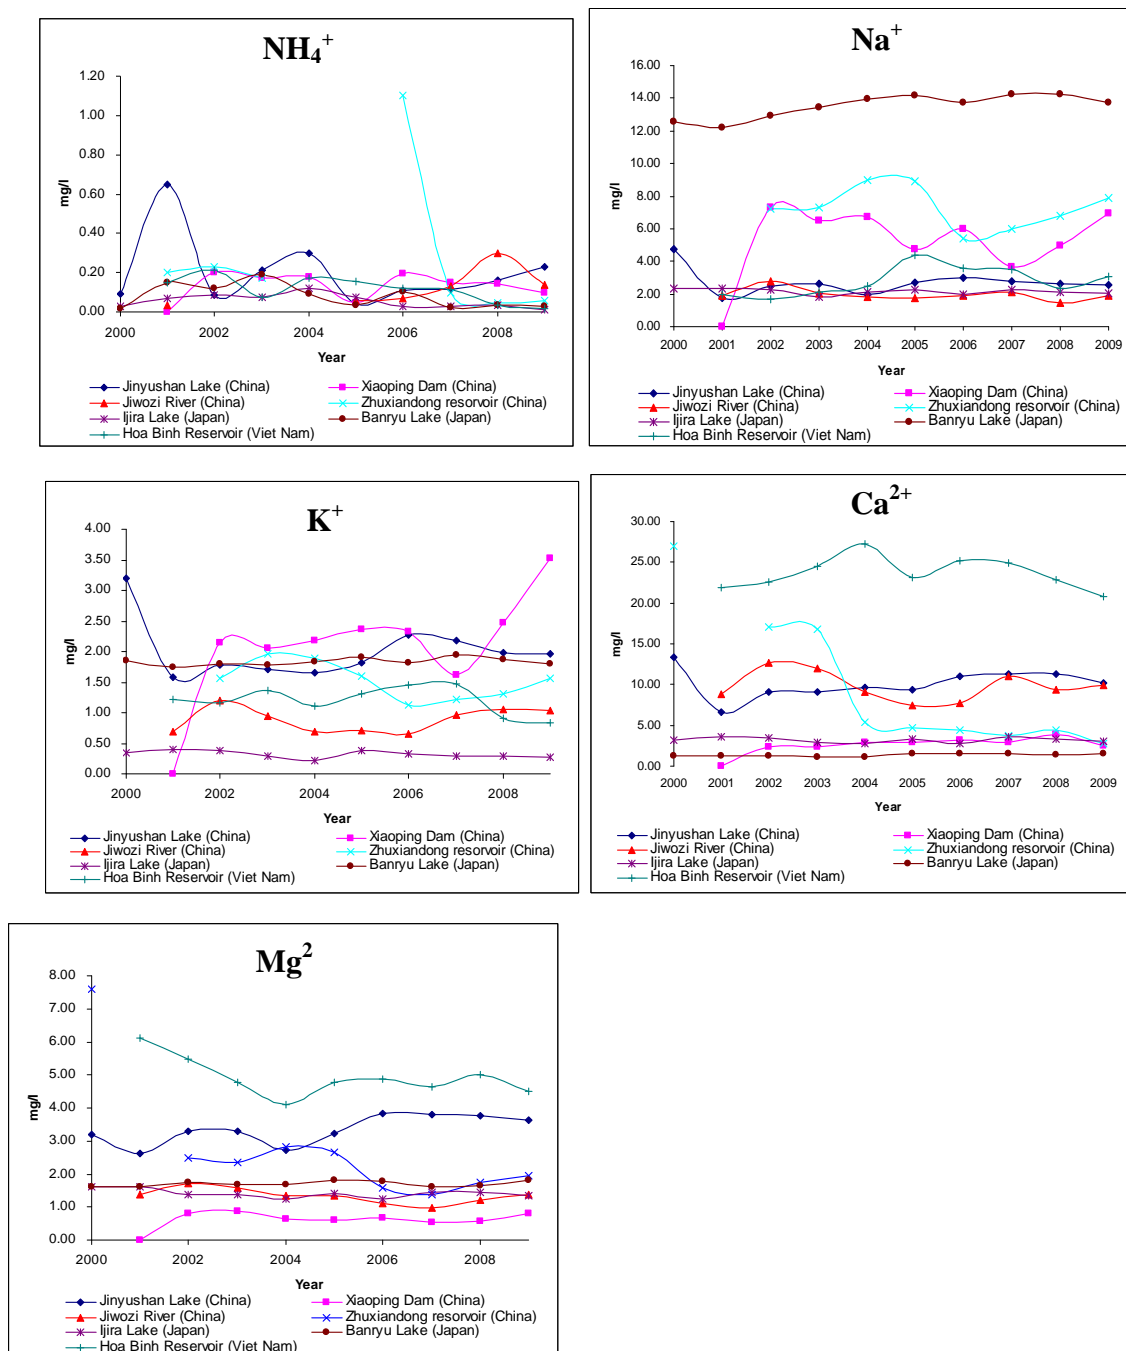 NH₄⁺
1.20
1.00
0.80
0.60
0.40
0.20
0.00
mg/l
2000 2002 2004 2006 2008
Year
Jinyushan Lake (China) Xiaoping Dam (China)
Jiwozi River (China) Zhuxiandong resorvoir (China)
Ijira Lake (Japan) Banryu Lake (Japan)
Hoa Binh Reservoir (Viet Nam)
Na⁺
16.00
14.00
12.00
10.00
8.00
6.00
4.00
2.00
0.00
mg/l
2000 2001 2002 2003 2004 2005 2006 2007 2008 2009
Year
Jinyushan Lake (China) Xiaoping Dam (China)
Jiwozi River (China) Zhuxiandong resorvoir (China)
Ijira Lake (Japan) Banryu Lake (Japan)
Hoa Binh Reservoir (Viet Nam)
K⁺
4.00
3.50
3.00
2.50
2.00
1.50
1.00
0.50
0.00
mg/l
2000 2002 2004 2006 2008
Year
Jinyushan Lake (China) Xiaoping Dam (China)
Jiwozi River (China) Zhuxiandong resorvoir (China)
Ijira Lake (Japan) Banryu Lake (Japan)
Hoa Binh Reservoir (Viet Nam)
Ca²⁺
30.00
25.00
20.00
15.00
10.00
5.00
0.00
mg/l
2000 2001 2002 2003 2004 2005 2006 2007 2008 2009
Year
Jinyushan Lake (China) Xiaoping Dam (China)
Jiwozi River (China) Zhuxiandong resorvoir (China)
Ijira Lake (Japan) Banryu Lake (Japan)
Hoa Binh Reservoir (Viet Nam)
Mg²
8.00
7.00
6.00
5.00
4.00
3.00
2.00
1.00
0.00
mg/l
2000 2002 2004 2006 2008
Year
Jinyushan Lake (China) Xiaoping Dam (China)
Jiwozi River (China) Zhuxiandong resorvoir (China)
Ijira Lake (Japan) Banryu Lake (Japan)
Hoa Binh Reservoir (Viet Nam)